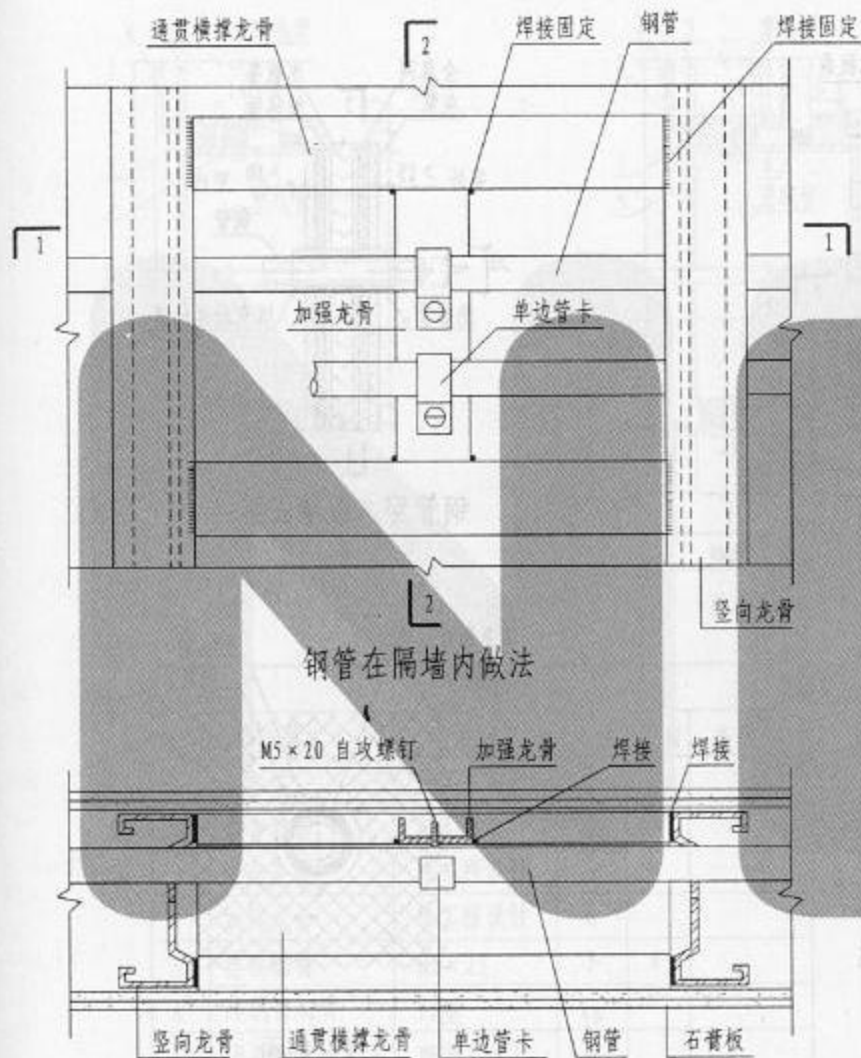 通贯横撑龙骨
2
焊接固定
钢管
焊接固定
1
1
加强龙骨
单边管卡
2
竖向龙骨
钢管在隔墙内做法
M5×20 自攻螺钉
加强龙骨
焊接
焊接
竖向龙骨
通贯横撑龙骨
单边管卡
钢管
石膏板